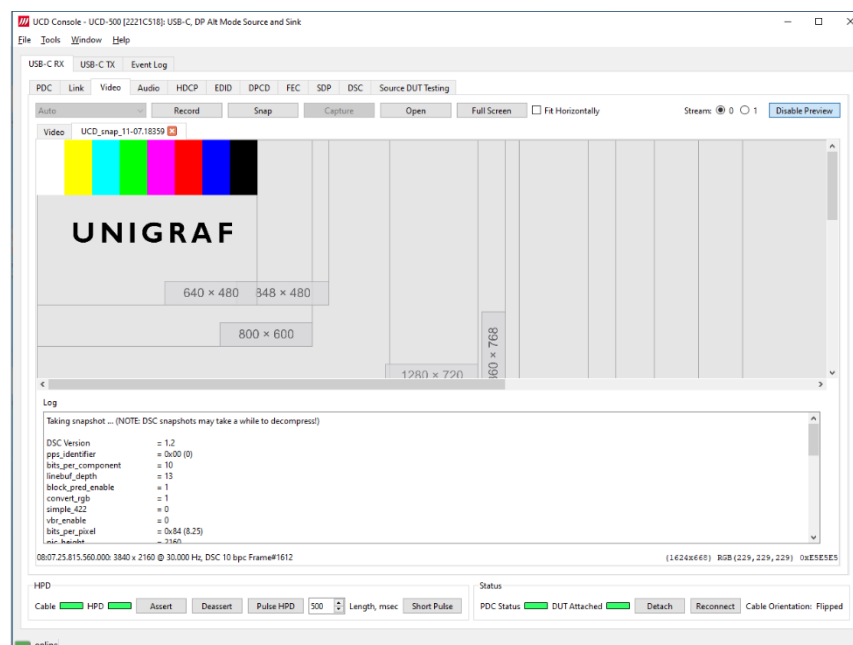 UCD Console - UCD-500 [2221C518]: USB-C, DP Alt Mode Source and Sink
File Tools Window Help
USB-C RX USB-C TX Event Log
PDC Link Video Audio HDCP EDID DPCD FEC SDP DSC Source DUT Testing
Auto Record Snap Capture Open Full Screen Fit Horizontally Stream: 0 1 Disable Preview
Video UCD_snap_11-07.18359
UNIGRAF
640 × 480 848 × 480
800 × 600
1280 × 720
60 × 768
Log
Taking snapshot ... (NOTE: DSC snapshots may take a while to decompress!)
DSC Version = 1.2
pps_identifier = 0x00 (0)
bits_per_component = 10
linebuf_depth = 13
block_pred_enable = 1
convert_rgb = 1
simple_422 = 0
vbr_enable = 0
bits_per_pixel = 0x84 (8.25)
pic_height = 2160
08:07.25.815.560.000: 3840 x 2160 @ 30.000 Hz, DSC 10 bpc Frame#1612 (1624x668) RGB(229,229,229) 0xE5E5E5
HPD Status
Cable HPD Assert Deassert Pulse HPD 500 Length, msec Short Pulse PDC Status DUT Attached Detach Reconnect Cable Orientation: Flipped